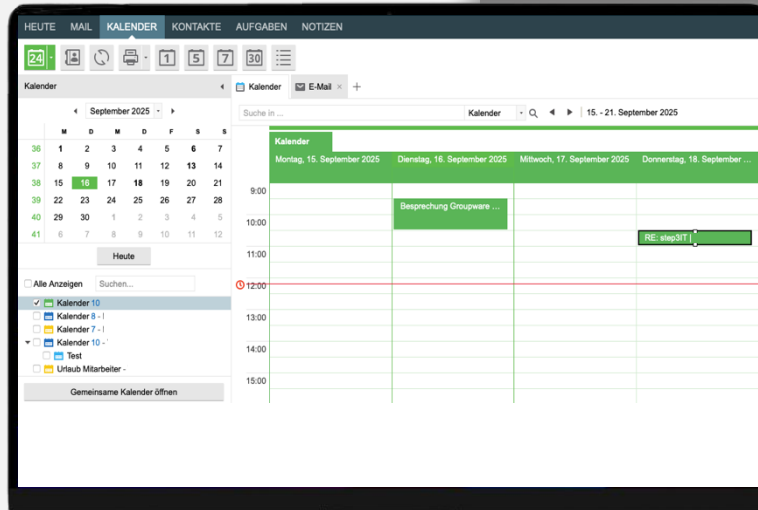 HEUTE MAIL KALENDER KONTAKTE AUFGABEN NOTIZEN
24 1 5 7 30
Kalender
Kalender E-Mail × +
September 2025
Suche in ... Kalender 15. - 21. September 2025
M D M D F S S
36 1 2 3 4 5 6 7
37 8 9 10 11 12 13 14
38 15 16 17 18 19 20 21
39 22 23 24 25 26 27 28
40 29 30 1 2 3 4 5
41 6 7 8 9 10 11 12
Heute
Alle Anzeigen Suchen...
Kalender 10
Kalender 8 -
Kalender 7 -
Kalender 10 -
Test
Urlaub Mitarbeiter -
Gemeinsame Kalender öffnen
Kalender
Montag, 15. September 2025 Dienstag, 16. September 2025 Mittwoch, 17. September 2025 Donnerstag, 18. September ...
9:00
Besprechung Groupware ...
10:00
RE: step3IT |
11:00
12:00
13:00
14:00
15:00